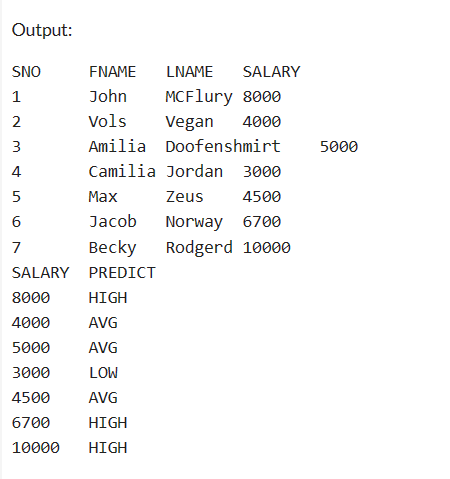 Output:
SNO FNAME LNAME SALARY
1 John MCFlury 8000
2 Vols Vegan 4000
3 Amilia Doofenshmirt 5000
4 Camilia Jordan 3000
5 Max Zeus 4500
6 Jacob Norway 6700
7 Becky Rodgerd 10000
SALARY PREDICT
8000 HIGH
4000 AVG
5000 AVG
3000 LOW
4500 AVG
6700 HIGH
10000 HIGH